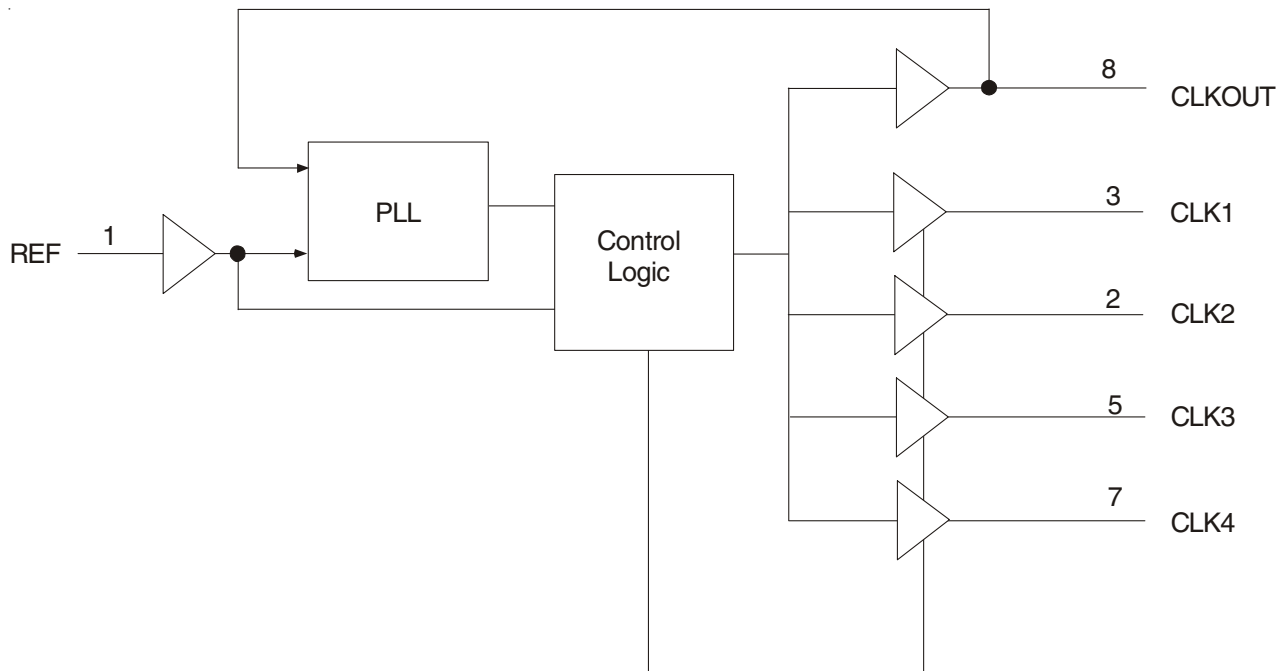 8
CLKOUT
PLL
3
CLK1
1
REF
Control
Logic
2
CLK2
5
CLK3
7
CLK4